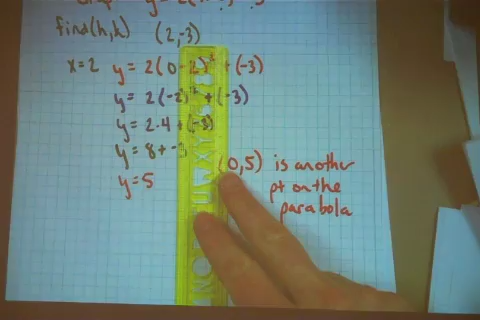 find (h,k) (2,-3)
x=2 y = 2(0-2)² + (-3)
y = 2(-2)² + (-3)
y = 2·4 + (-3)
y = 8 + -3
y = 5
(0,5) is another
pt on the
parabola